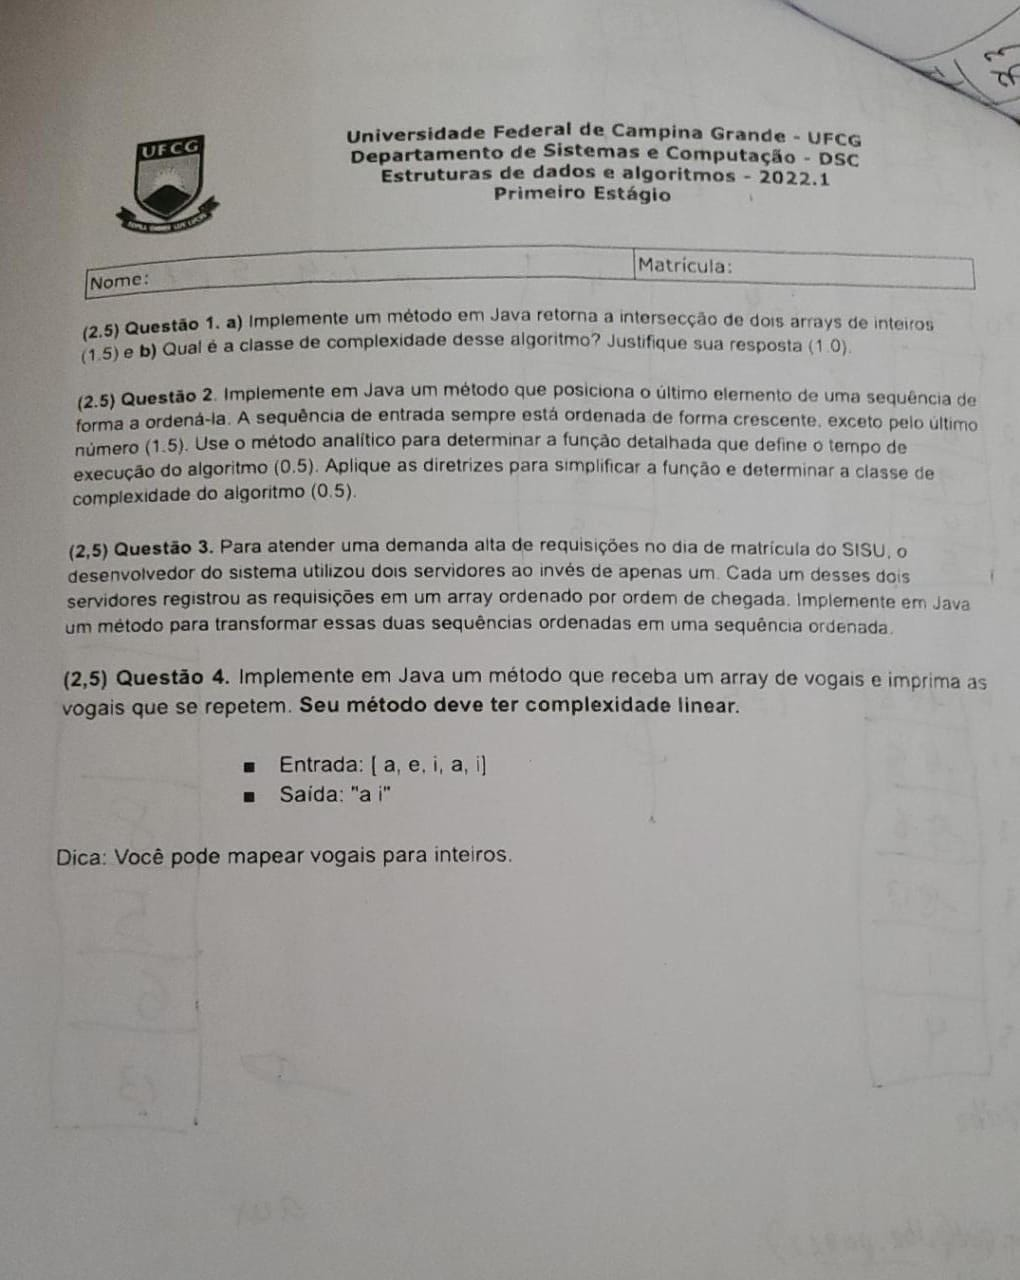 UFCG
Universidade Federal de Campina Grande - UFCG
Departamento de Sistemas e Computação - DSC
Estruturas de dados e algoritmos - 2022.1
Primeiro Estágio
Nome:
Matrícula:
(2.5) Questão 1. a) Implemente um método em Java retorna a intersecção de dois arrays de inteiros
(1.5) e b) Qual é a classe de complexidade desse algoritmo? Justifique sua resposta (1.0).
(2.5) Questão 2. Implemente em Java um método que posiciona o último elemento de uma sequência de
forma a ordená-la. A sequência de entrada sempre está ordenada de forma crescente, exceto pelo último
número (1.5). Use o método analítico para determinar a função detalhada que define o tempo de
execução do algoritmo (0.5). Aplique as diretrizes para simplificar a função e determinar a classe de
complexidade do algoritmo (0.5).
(2,5) Questão 3. Para atender uma demanda alta de requisições no dia de matrícula do SISU, o
desenvolvedor do sistema utilizou dois servidores ao invés de apenas um. Cada um desses dois
servidores registrou as requisições em um array ordenado por ordem de chegada. Implemente em Java
um método para transformar essas duas sequências ordenadas em uma sequência ordenada.
(2,5) Questão 4. Implemente em Java um método que receba um array de vogais e imprima as
vogais que se repetem. Seu método deve ter complexidade linear.
■ Entrada: [ a, e, i, a, i]
■ Saída: "a i"
Dica: Você pode mapear vogais para inteiros.